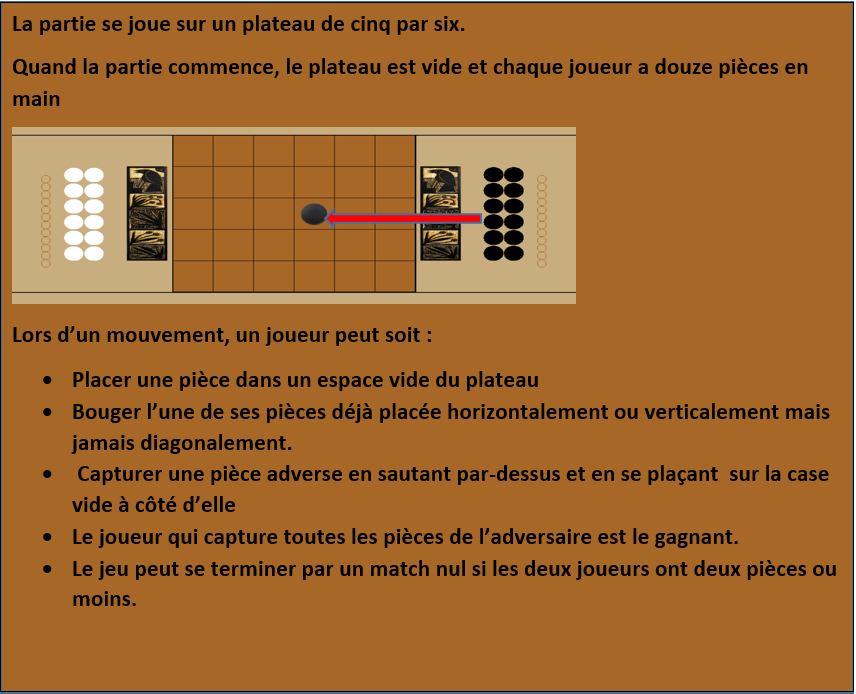 La partie se joue sur un plateau de cinq par six.
Quand la partie commence, le plateau est vide et chaque joueur a douze pièces en
main
Lors d’un mouvement, un joueur peut soit :
• Placer une pièce dans un espace vide du plateau
• Bouger l’une de ses pièces déjà placée horizontalement ou verticalement mais
jamais diagonalement.
• Capturer une pièce adverse en sautant par-dessus et en se plaçant sur la case
vide à côté d’elle
• Le joueur qui capture toutes les pièces de l’adversaire est le gagnant.
• Le jeu peut se terminer par un match nul si les deux joueurs ont deux pièces ou
moins.